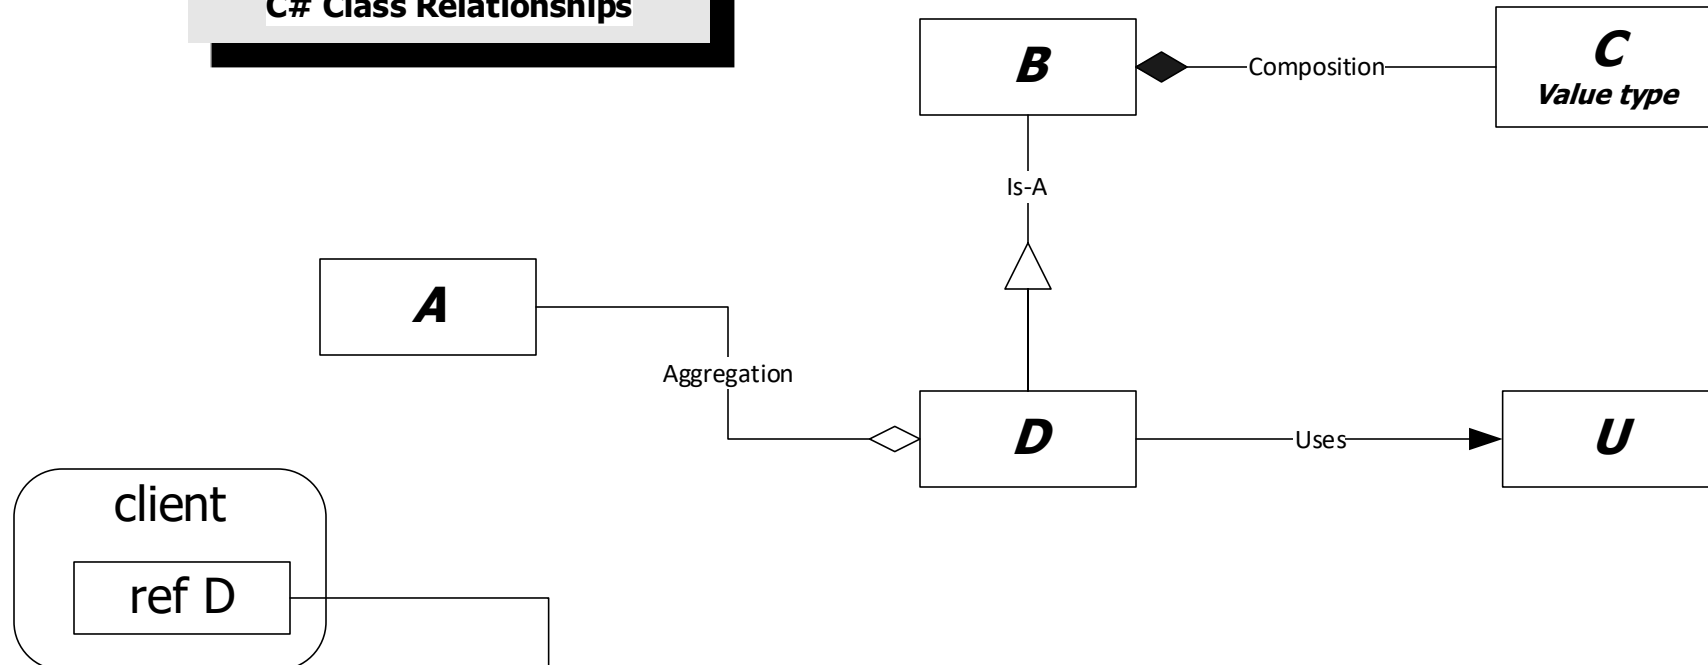 C# Class Relationships
B
Composition
C
Value type
Is-A
A
Aggregation
D
Uses
U
client
ref D